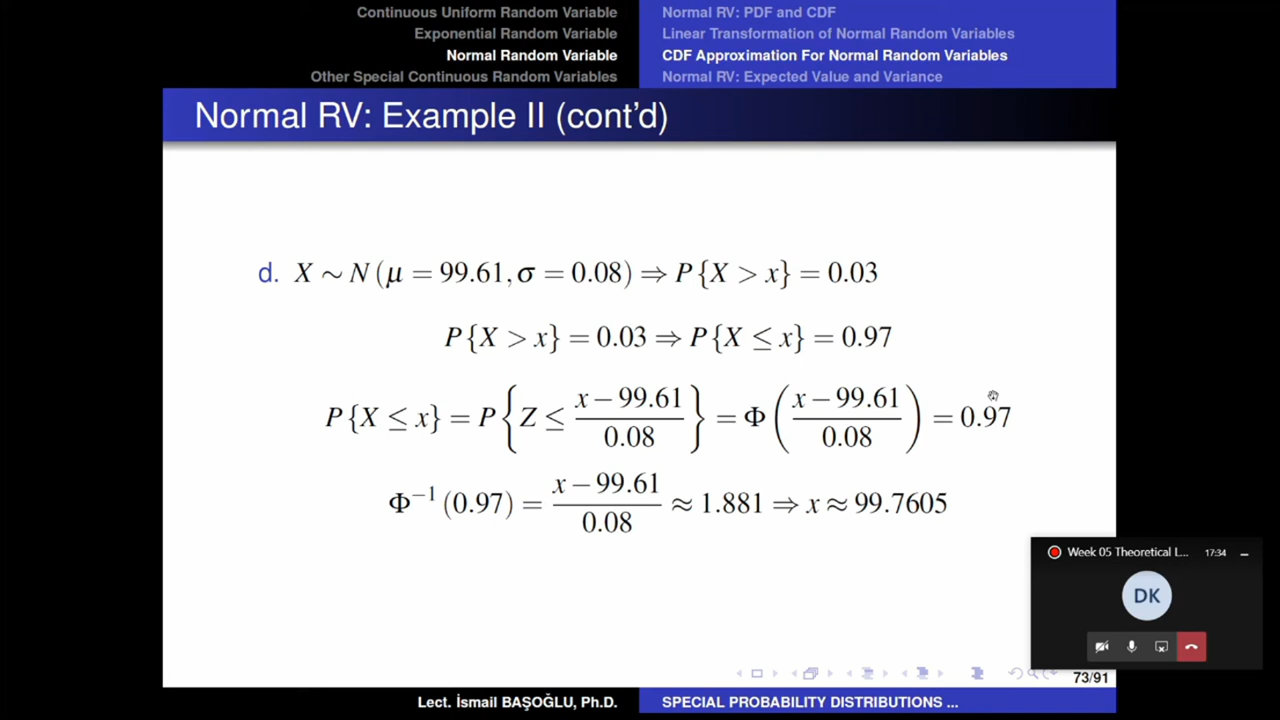 Continuous Uniform Random Variable
Exponential Random Variable
Normal Random Variable
Other Special Continuous Random Variables
Normal RV: PDF and CDF
Linear Transformation of Normal Random Variables
CDF Approximation For Normal Random Variables
Normal RV: Expected Value and Variance
Normal RV: Example II (cont'd)
d. X ∼ N (μ = 99.61, σ = 0.08) ⇒ P{X > x} = 0.03
P{X > x} = 0.03 ⇒ P{X ≤ x} = 0.97
P{X ≤ x} = P{Z ≤ (x − 99.61)/0.08} = Φ((x − 99.61)/0.08) = 0.97
Φ⁻¹ (0.97) = (x − 99.61)/0.08 ≈ 1.881 ⇒ x ≈ 99.7605
Week 05 Theoretical L... 17:34
DK
73/91
Lect. İsmail BAŞOĞLU, Ph.D. SPECIAL PROBABILITY DISTRIBUTIONS ...